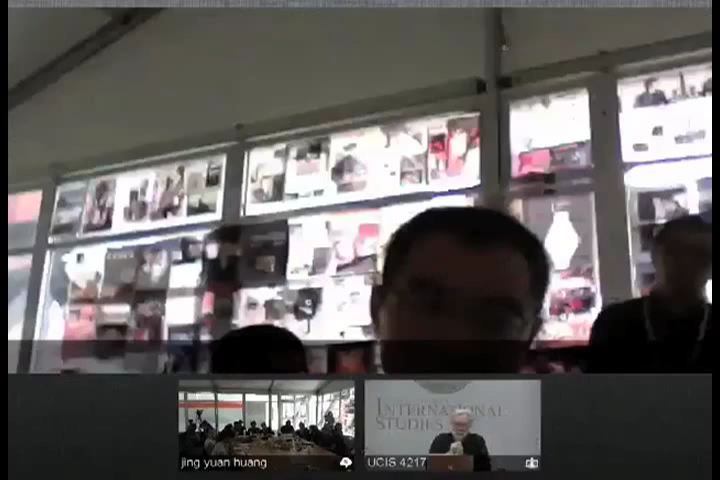 INTERNATIONAL
STUDIES
jing yuan huang
UCIS 4217